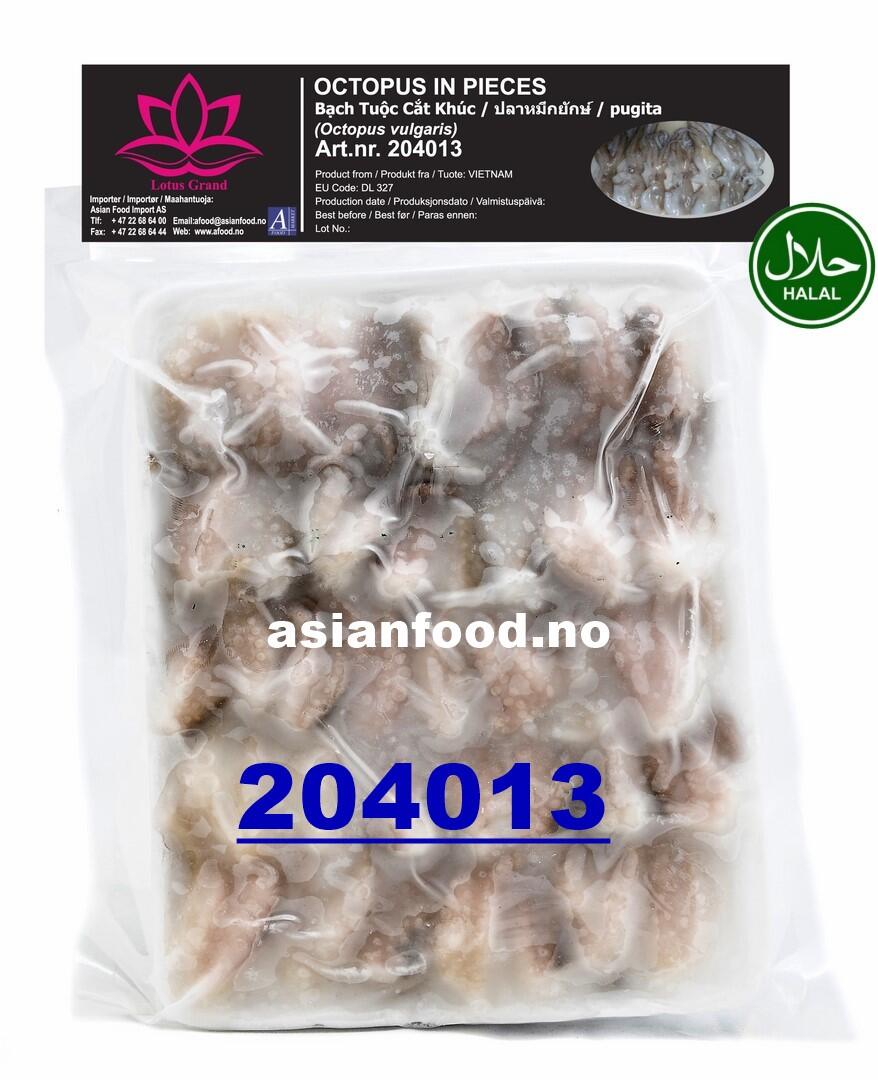 OCTOPUS IN PIECES
Bạch Tuộc Cắt Khúc / ปลาหมึกยักษ์ / pugita
(Octopus vulgaris)
Art.nr. 204013
Product from / Produkt fra / Tuote: VIETNAM
EU Code: DL 327
Production date / Produksjonsdato / Valmistuspäivä:
Best before / Best før / Paras ennen:
Lot No.:
Lotus Grand
Importer / Importør / Maahantuoja:
Asian Food Import AS
Tlf: + 47 22 68 64 00 Email:afood@asianfood.no
Fax: + 47 22 68 64 44 Web: www.afood.no
A
FOOD
MARKET
حلال
HALAL
asianfood.no
204013